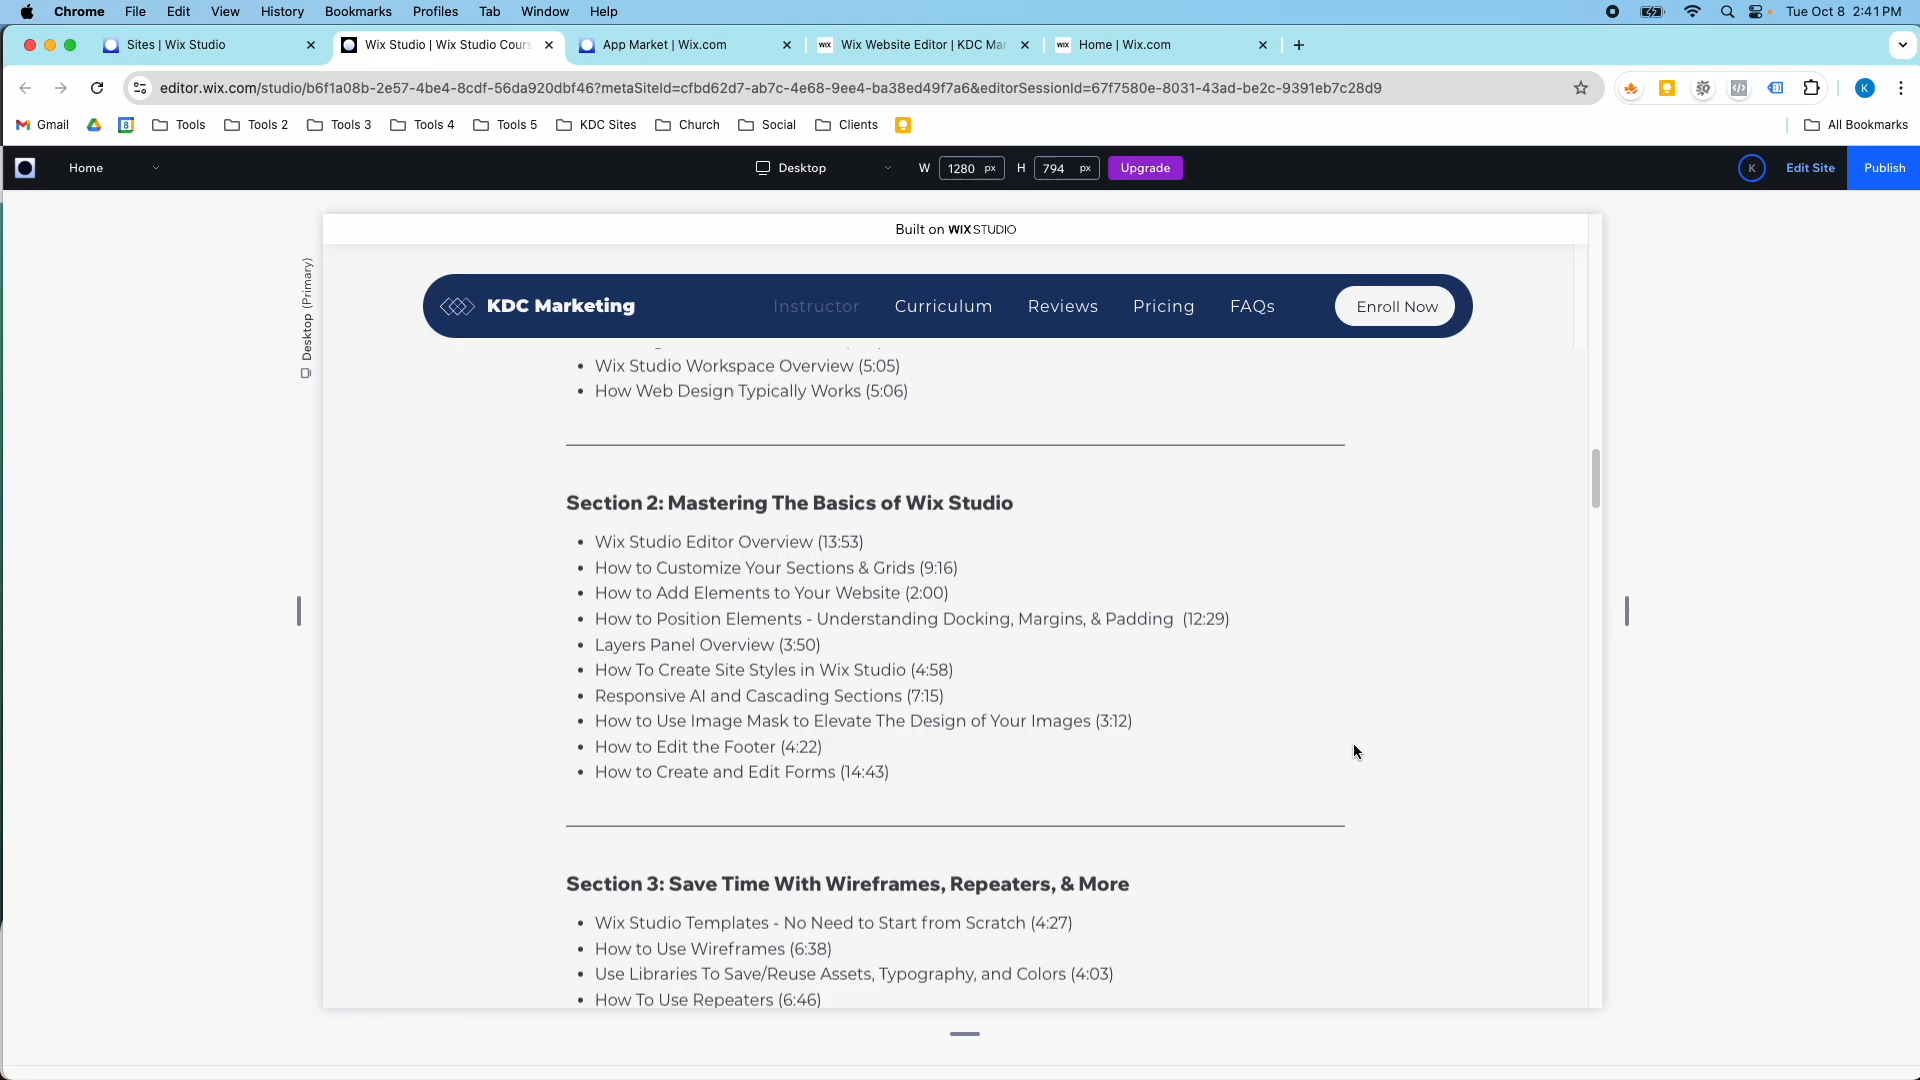 Chrome File Edit View History Bookmarks Profiles Tab Window Help Tue Oct 8 2:41 PM
Sites | Wix Studio Wix Studio | Wix Studio Cours App Market | Wix.com WIX Wix Website Editor | KDC Mar WIX Home | Wix.com
editor.wix.com/studio/b6f1a08b-2e57-4be4-8cdf-56da920dbf46?metaSiteId=cfbd62d7-ab7c-4e68-9ee4-ba38ed49f7a6&editorSessionId=67f7580e-8031-43ad-be2c-9391eb7c28d9 K
Gmail Tools Tools 2 Tools 3 Tools 4 Tools 5 KDC Sites Church Social Clients All Bookmarks
Home Desktop W 1280 px H 794 px Upgrade K Edit Site Publish
Built on WIX STUDIO
Desktop (Primary)
KDC Marketing Instructor Curriculum Reviews Pricing FAQs Enroll Now
• Wix Studio Workspace Overview (5:05)
• How Web Design Typically Works (5:06)
Section 2: Mastering The Basics of Wix Studio
• Wix Studio Editor Overview (13:53)
• How to Customize Your Sections & Grids (9:16)
• How to Add Elements to Your Website (2:00)
• How to Position Elements - Understanding Docking, Margins, & Padding (12:29)
• Layers Panel Overview (3:50)
• How To Create Site Styles in Wix Studio (4:58)
• Responsive AI and Cascading Sections (7:15)
• How to Use Image Mask to Elevate The Design of Your Images (3:12)
• How to Edit the Footer (4:22)
• How to Create and Edit Forms (14:43)
Section 3: Save Time With Wireframes, Repeaters, & More
• Wix Studio Templates - No Need to Start from Scratch (4:27)
• How to Use Wireframes (6:38)
• Use Libraries To Save/Reuse Assets, Typography, and Colors (4:03)
• How To Use Repeaters (6:46)